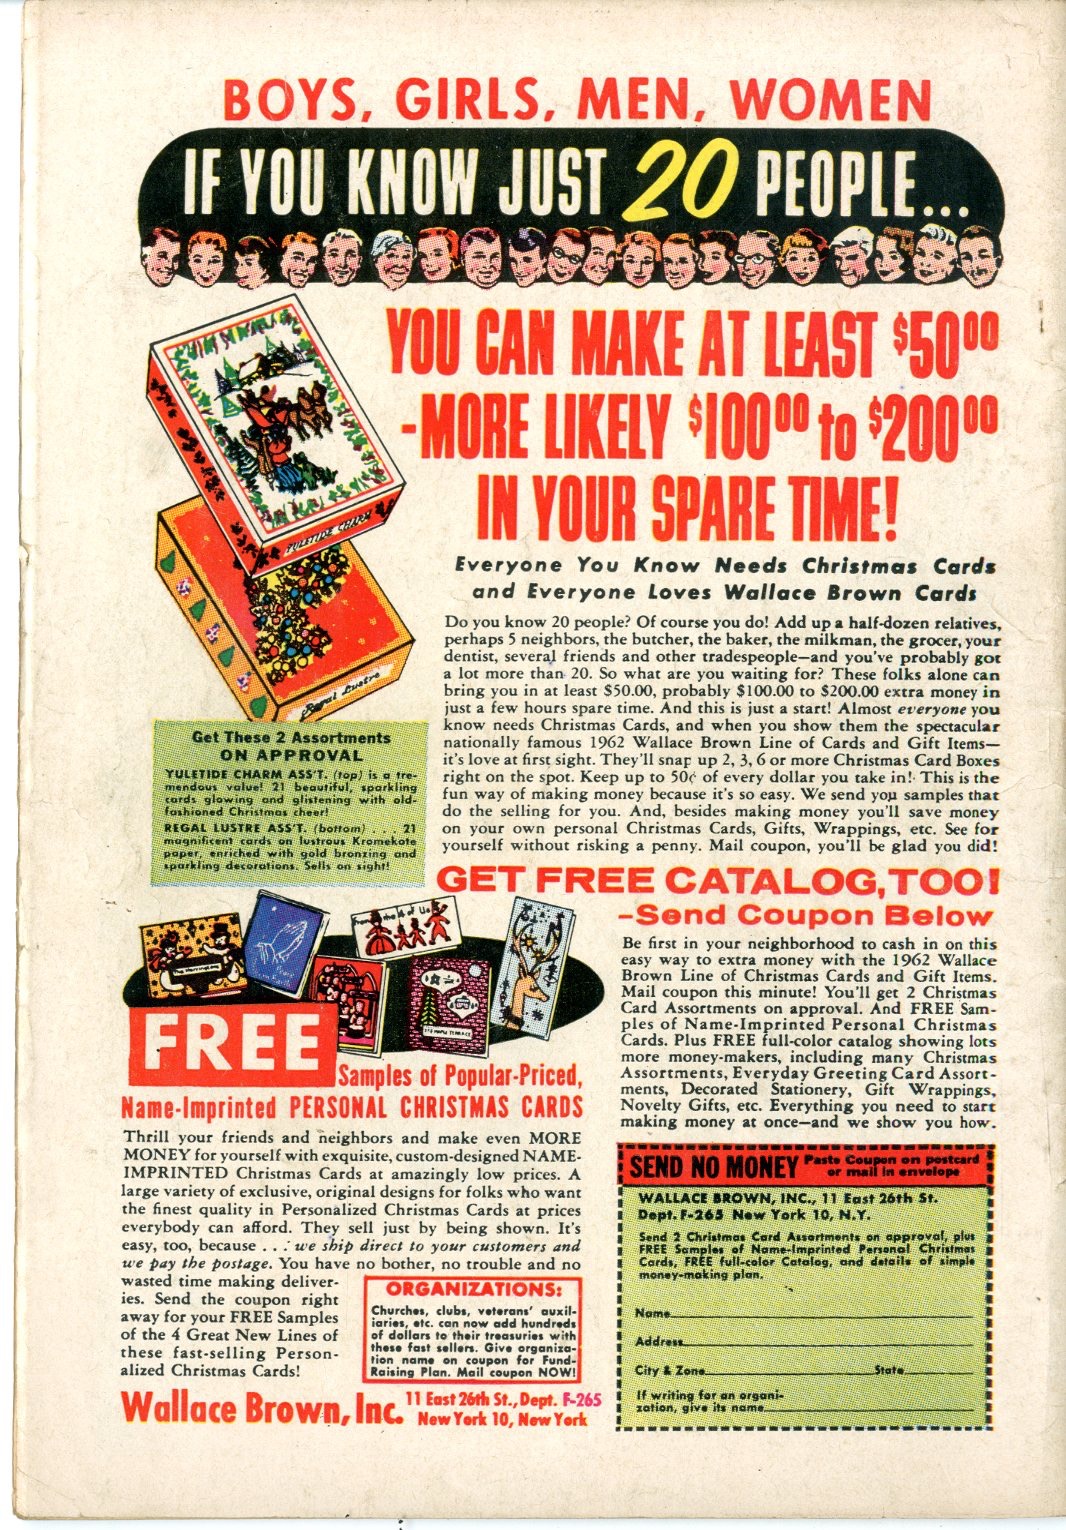 BOYS, GIRLS, MEN, WOMEN
IF YOU KNOW JUST 20 PEOPLE...
YOU CAN MAKE AT LEAST $50.00
-MORE LIKELY $100.00 to $200.00
IN YOUR SPARE TIME!
YULETIDE CHARM
Regal Lustre
Everyone You Know Needs Christmas Cards
and Everyone Loves Wallace Brown Cards
Do you know 20 people? Of course you do! Add up a half-dozen relatives,
perhaps 5 neighbors, the butcher, the baker, the milkman, the grocer, your
dentist, several friends and other tradespeople—and you've probably got
a lot more than 20. So what are you waiting for? These folks alone can
bring you in at least $50.00, probably $100.00 to $200.00 extra money in
just a few hours spare time. And this is just a start! Almost everyone you
know needs Christmas Cards, and when you show them the spectacular
nationally famous 1962 Wallace Brown Line of Cards and Gift Items—
it's love at first sight. They'll snap up 2, 3, 6 or more Christmas Card Boxes
right on the spot. Keep up to 50¢ of every dollar you take in! This is the
fun way of making money because it's so easy. We send you samples that
do the selling for you. And, besides making money you'll save money
on your own personal Christmas Cards, Gifts, Wrappings, etc. See for
yourself without risking a penny. Mail coupon, you'll be glad you did!
Get These 2 Assortments
ON APPROVAL
YULETIDE CHARM ASS'T. (top) is a tre-
mendous value! 21 beautiful, sparkling
cards glowing and glistening with old-
fashioned Christmas cheer!
REGAL LUSTRE ASS'T. (bottom) . . . 21
magnificent cards on lustrous Kromekote
paper, enriched with gold bronzing and
sparkling decorations. Sells on sight!
GET FREE CATALOG, TOO!
-Send Coupon Below
Be first in your neighborhood to cash in on this
easy way to extra money with the 1962 Wallace
Brown Line of Christmas Cards and Gift Items.
Mail coupon this minute! You'll get 2 Christmas
Card Assortments on approval. And FREE Sam-
ples of Name-Imprinted Personal Christmas
Cards. Plus FREE full-color catalog showing lots
more money-makers, including many Christmas
Assortments, Everyday Greeting Card Assort-
ments, Decorated Stationery, Gift Wrappings,
Novelty Gifts, etc. Everything you need to start
making money at once—and we show you how.
The Harringtons
From the 4 of Us
FREE
Samples of Popular-Priced,
Name-Imprinted PERSONAL CHRISTMAS CARDS
Thrill your friends and neighbors and make even MORE
MONEY for yourself with exquisite, custom-designed NAME-
IMPRINTED Christmas Cards at amazingly low prices. A
large variety of exclusive, original designs for folks who want
the finest quality in Personalized Christmas Cards at prices
everybody can afford. They sell just by being shown. It's
easy, too, because . . . we ship direct to your customers and
we pay the postage. You have no bother, no trouble and no
wasted time making deliver-
ies. Send the coupon right
away for your FREE Samples
of the 4 Great New Lines of
these fast-selling Person-
alized Christmas Cards!
ORGANIZATIONS:
Churches, clubs, veterans' auxil-
iaries, etc. can now add hundreds
of dollars to their treasuries with
these fast sellers. Give organiza-
tion name on coupon for Fund-
Raising Plan. Mail coupon NOW!
Wallace Brown, Inc.
11 East 26th St., Dept. F-265
New York 10, New York
SEND NO MONEY Paste Coupon on postcard
or mail in envelope
WALLACE BROWN, INC., 11 East 26th St.
Dept. F-265 New York 10, N.Y.
Send 2 Christmas Card Assortments on approval, plus
FREE Samples of Name-Imprinted Personal Christmas
Cards, FREE full-color Catalog, and details of simple
money-making plan.
Name
Address
City & Zone State
If writing for an organi-
zation, give its name